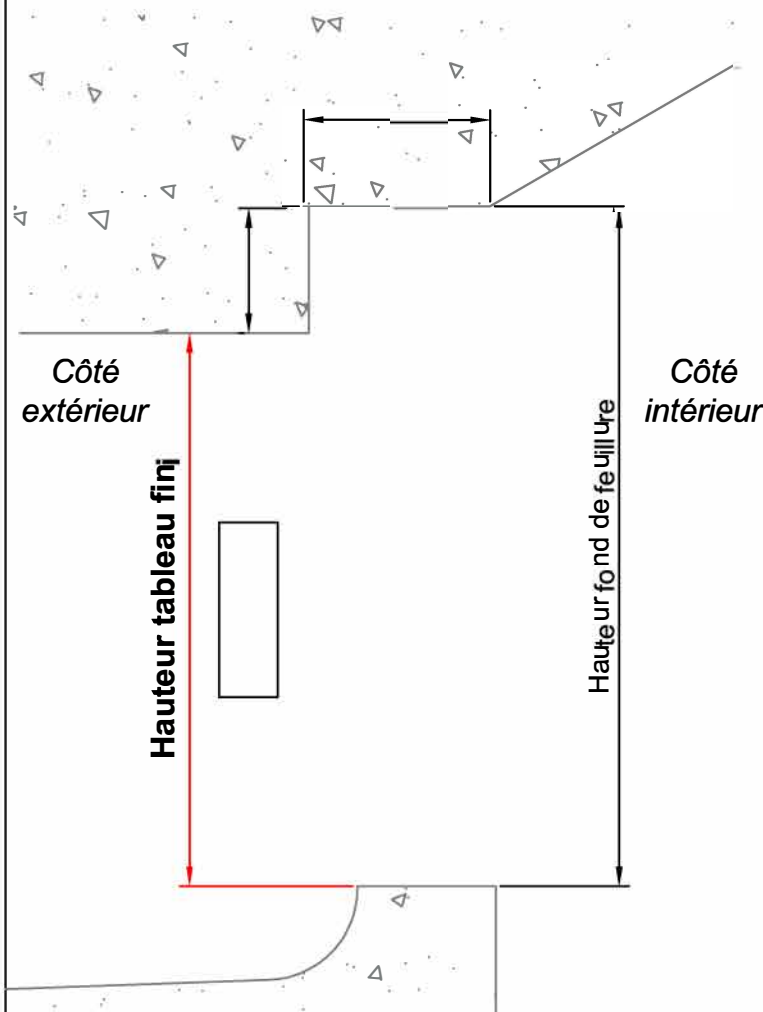 Côté
extérieur
Côté
intérieur
Hauteur tableau fini
Hauteur fond de feuillure